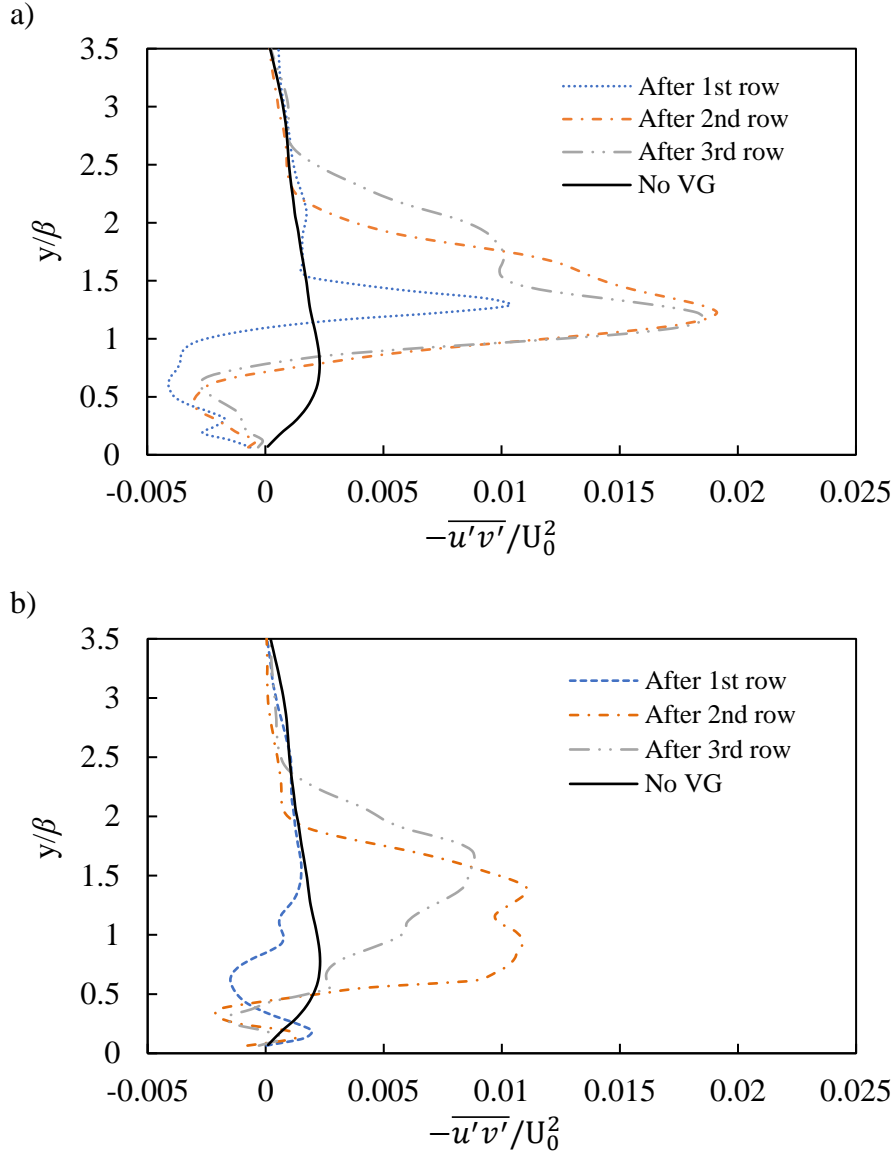 a)
3.5
3
2.5
2
1.5
1
0.5
0
y/β
After 1st row
After 2nd row
After 3rd row
No VG
-0.005 0 0.005 0.01 0.015 0.02 0.025
−u′v′/U₀²
b)
3.5
3
2.5
2
1.5
1
0.5
0
y/β
After 1st row
After 2nd row
After 3rd row
No VG
-0.005 0 0.005 0.01 0.015 0.02 0.025
−u′v′/U₀²